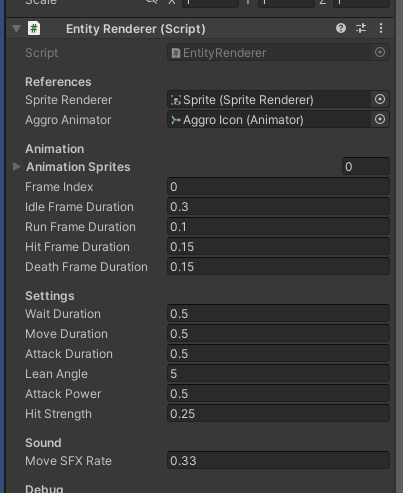 Scale X 1 Y 1 Z 1
# Entity Renderer (Script)
Script # EntityRenderer
References
Sprite Renderer Sprite (Sprite Renderer)
Aggro Animator Aggro Icon (Animator)
Animation
Animation Sprites 0
Frame Index 0
Idle Frame Duration 0.3
Run Frame Duration 0.1
Hit Frame Duration 0.15
Death Frame Duration 0.15
Settings
Wait Duration 0.5
Move Duration 0.5
Attack Duration 0.5
Lean Angle 5
Attack Power 0.5
Hit Strength 0.25
Sound
Move SFX Rate 0.33
Debug